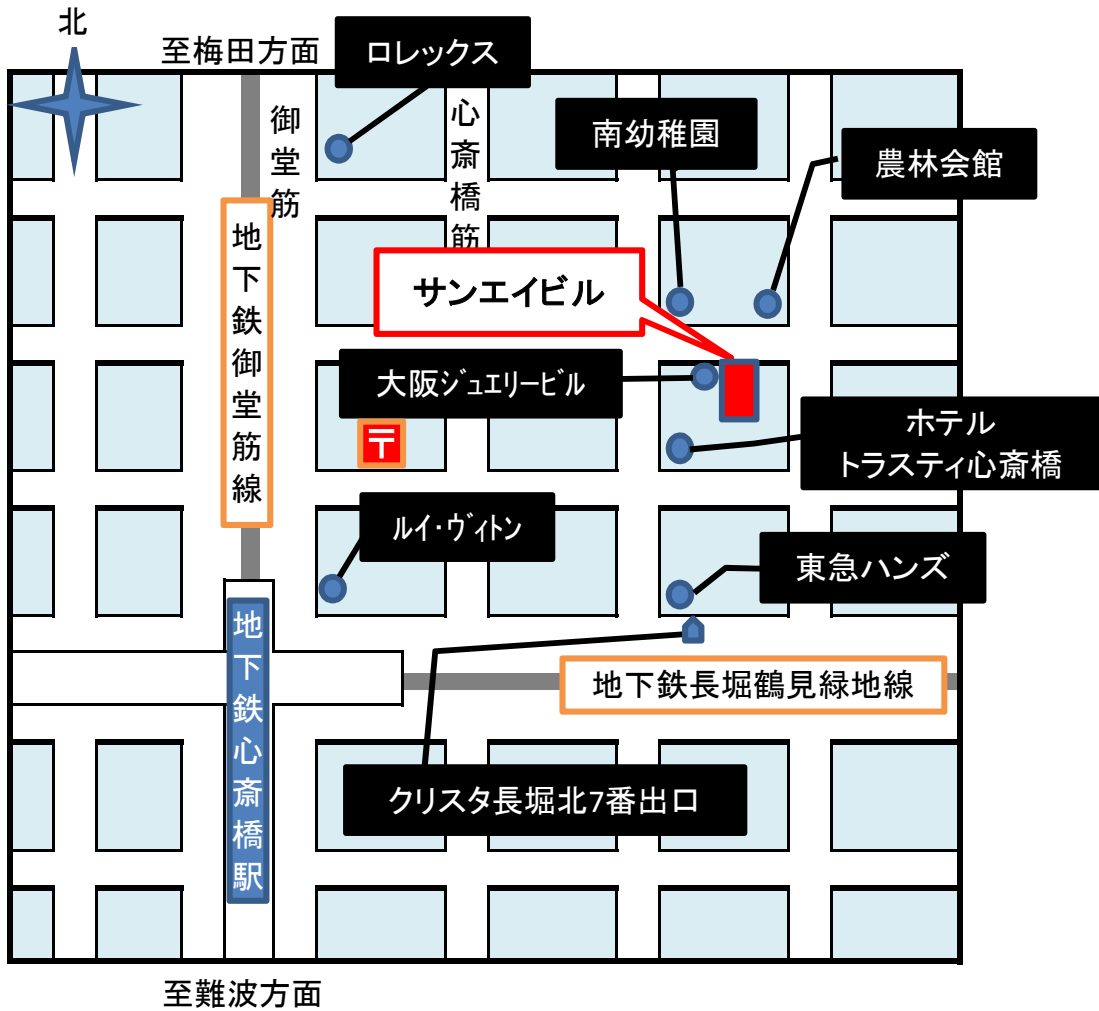 北
至梅田方面
ロレックス
御堂筋
心斎橋筋
南幼稚園
農林会館
地下鉄御堂筋線
サンエイビル
大阪ｼﾞｭｴﾘｰﾋﾞﾙ
〒
ホテル
トラスティ心斎橋
ﾙｲ・ｳﾞｨﾄﾝ
東急ハンズ
地下鉄心斎橋駅
地下鉄長堀鶴見緑地線
クリスタ長堀北7番出口
至難波方面